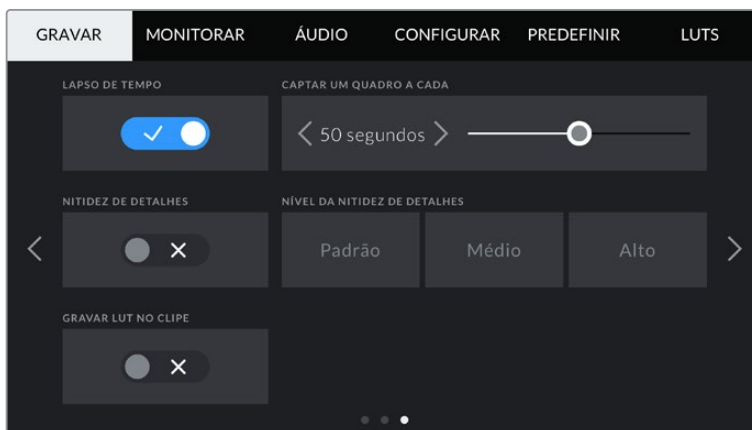 GRAVAR MONITORAR ÁUDIO CONFIGURAR PREDEFINIR LUTS
LAPSO DE TEMPO CAPTAR UM QUADRO A CADA
50 segundos
NITIDEZ DE DETALHES NÍVEL DA NITIDEZ DE DETALHES
Padrão Médio Alto
GRAVAR LUT NO CLIPE